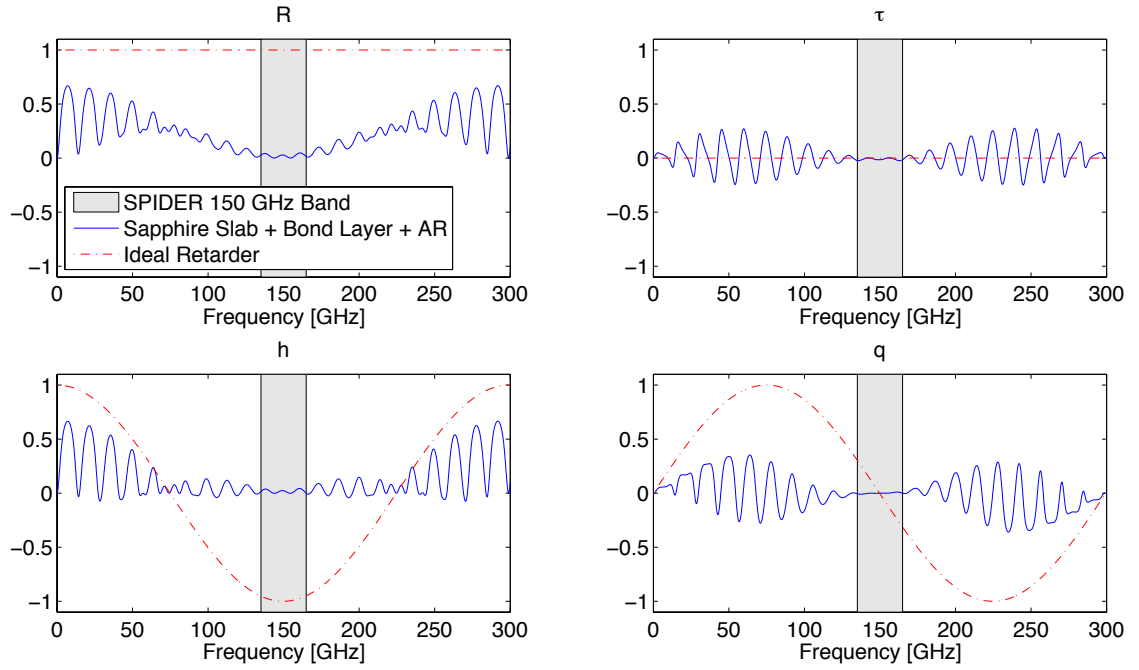 R
1
0.5
0
−0.5
−1
SPIDER 150 GHz Band
Sapphire Slab + Bond Layer + AR
Ideal Retarder
0 50 100 150 200 250 300
Frequency [GHz]
τ
1
0.5
0
−0.5
−1
0 50 100 150 200 250 300
Frequency [GHz]
h
1
0.5
0
−0.5
−1
0 50 100 150 200 250 300
Frequency [GHz]
q
1
0.5
0
−0.5
−1
0 50 100 150 200 250 300
Frequency [GHz]